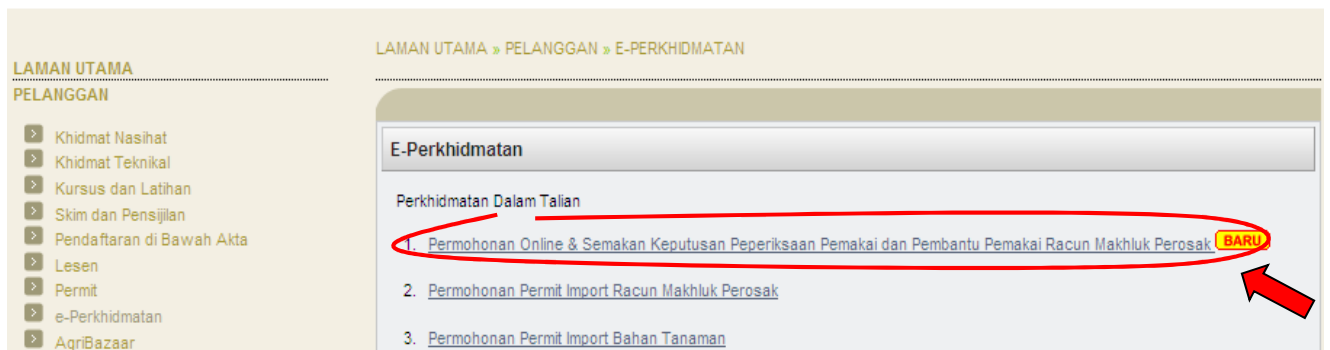 LAMAN UTAMA » PELANGGAN » E-PERKHIDMATAN
LAMAN UTAMA
PELANGGAN
Khidmat Nasihat
Khidmat Teknikal
Kursus dan Latihan
Skim dan Pensijilan
Pendaftaran di Bawah Akta
Lesen
Permit
e-Perkhidmatan
AgriBazaar
E-Perkhidmatan
Perkhidmatan Dalam Talian
1. Permohonan Online & Semakan Keputusan Peperiksaan Pemakai dan Pembantu Pemakai Racun Makhluk Perosak BARU
2. Permohonan Permit Import Racun Makhluk Perosak
3. Permohonan Permit Import Bahan Tanaman